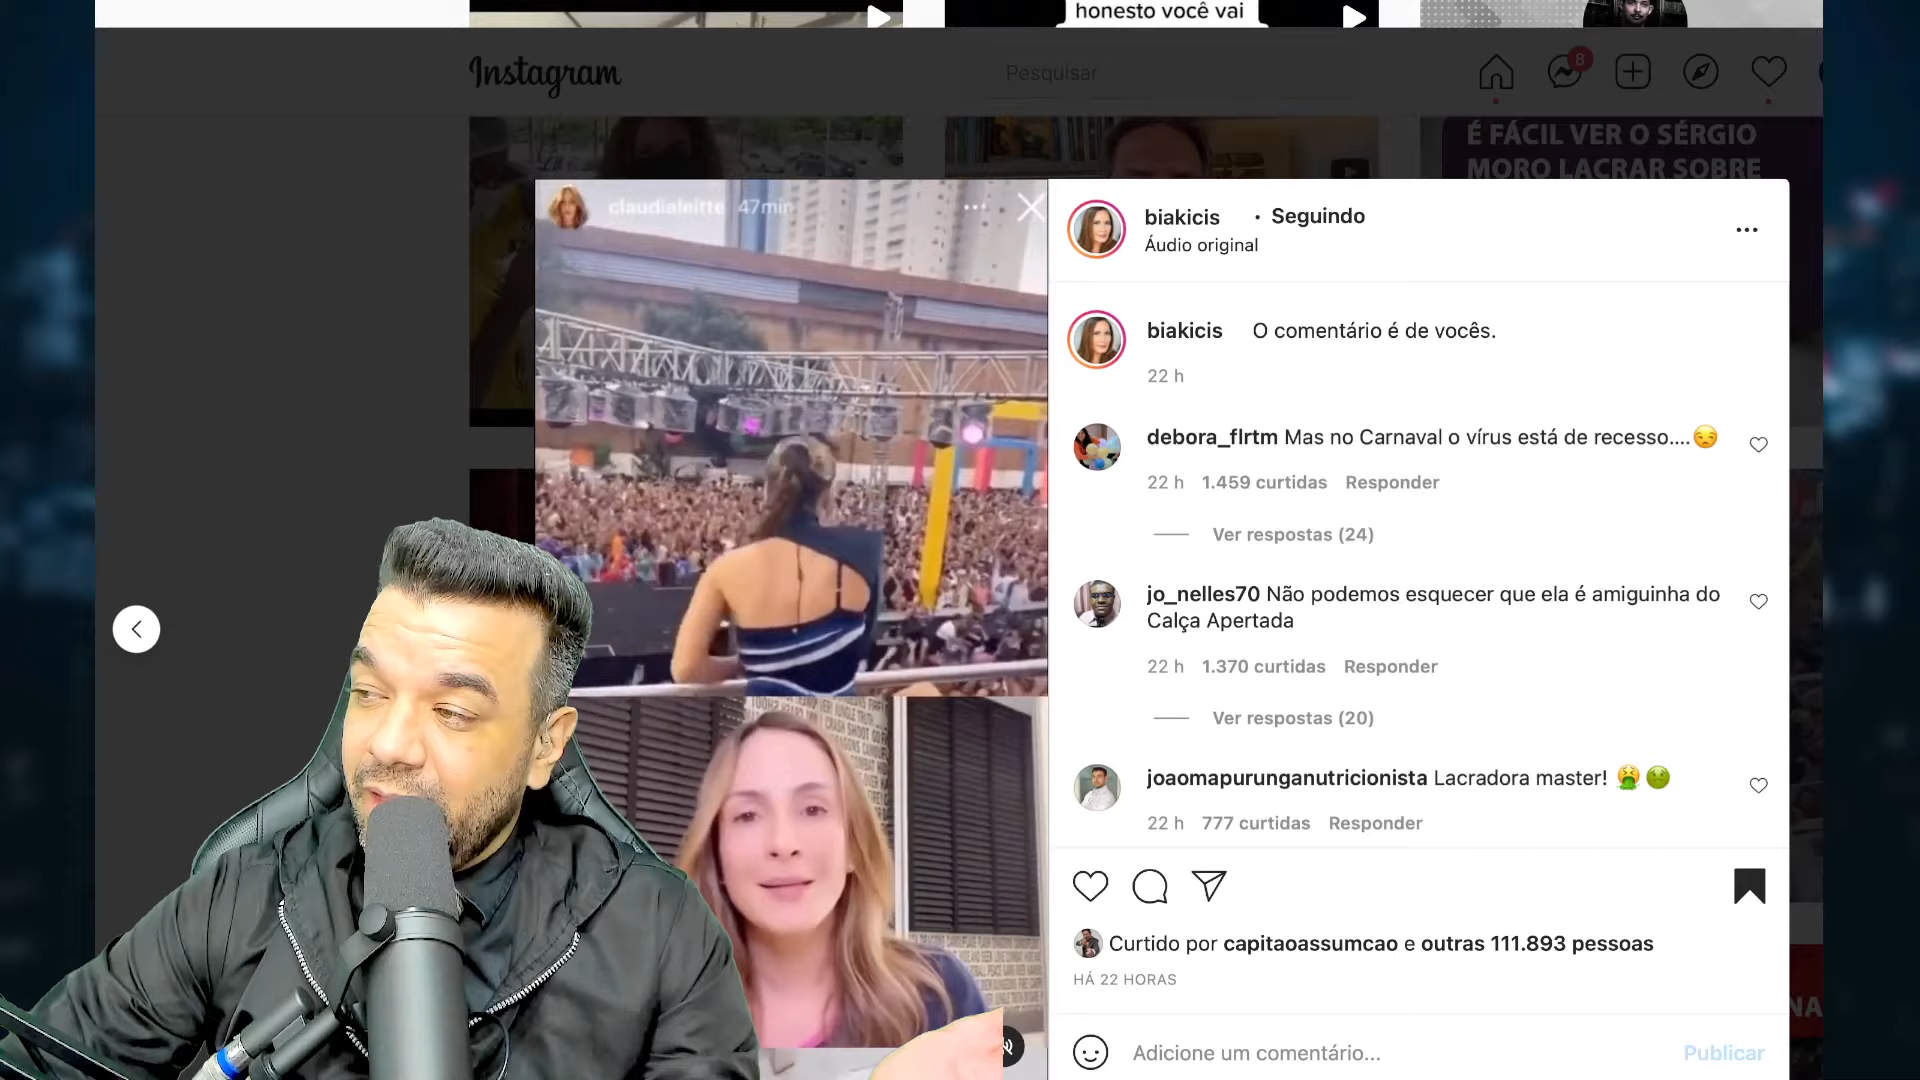 honesto você vai
Instagram
Pesquisar
8
É FÁCIL VER O SÉRGIO
MORO LACRAR SOBRE
claudialeitte 47min
biakicis • Seguindo
Áudio original
biakicis O comentário é de vocês.
22 h
debora_flrtm Mas no Carnaval o vírus está de recesso....😒
22 h 1.459 curtidas Responder
Ver respostas (24)
jo_nelles70 Não podemos esquecer que ela é amiguinha do
Calça Apertada
22 h 1.370 curtidas Responder
Ver respostas (20)
joaomapurunganutricionista Lacradora master! 🤮🤢
22 h 777 curtidas Responder
Curtido por capitaoassumcao e outras 111.893 pessoas
HÁ 22 HORAS
NA
Adicione um comentário... Publicar